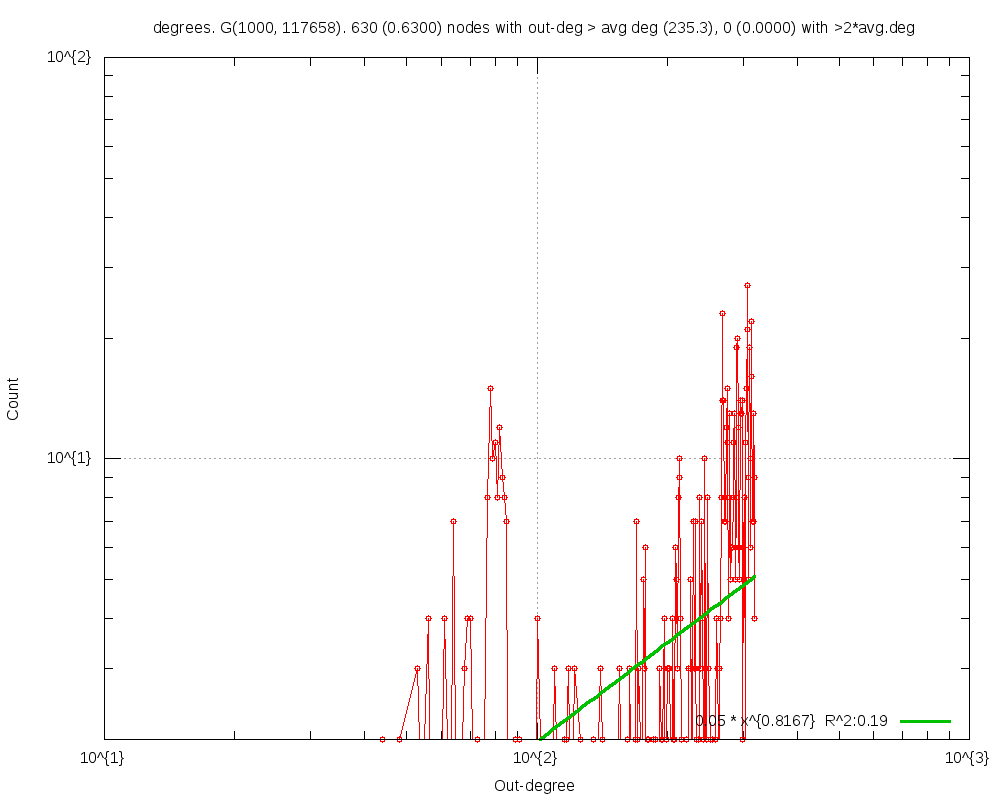 degrees. G(1000, 117658). 630 (0.6300) nodes with out-deg > avg deg (235.3), 0 (0.0000) with >2*avg.deg
10^{2}
Count
10^{1}
0.05 * x^{0.8167} R^2:0.19
10^{1} 10^{2} 10^{3}
Out-degree